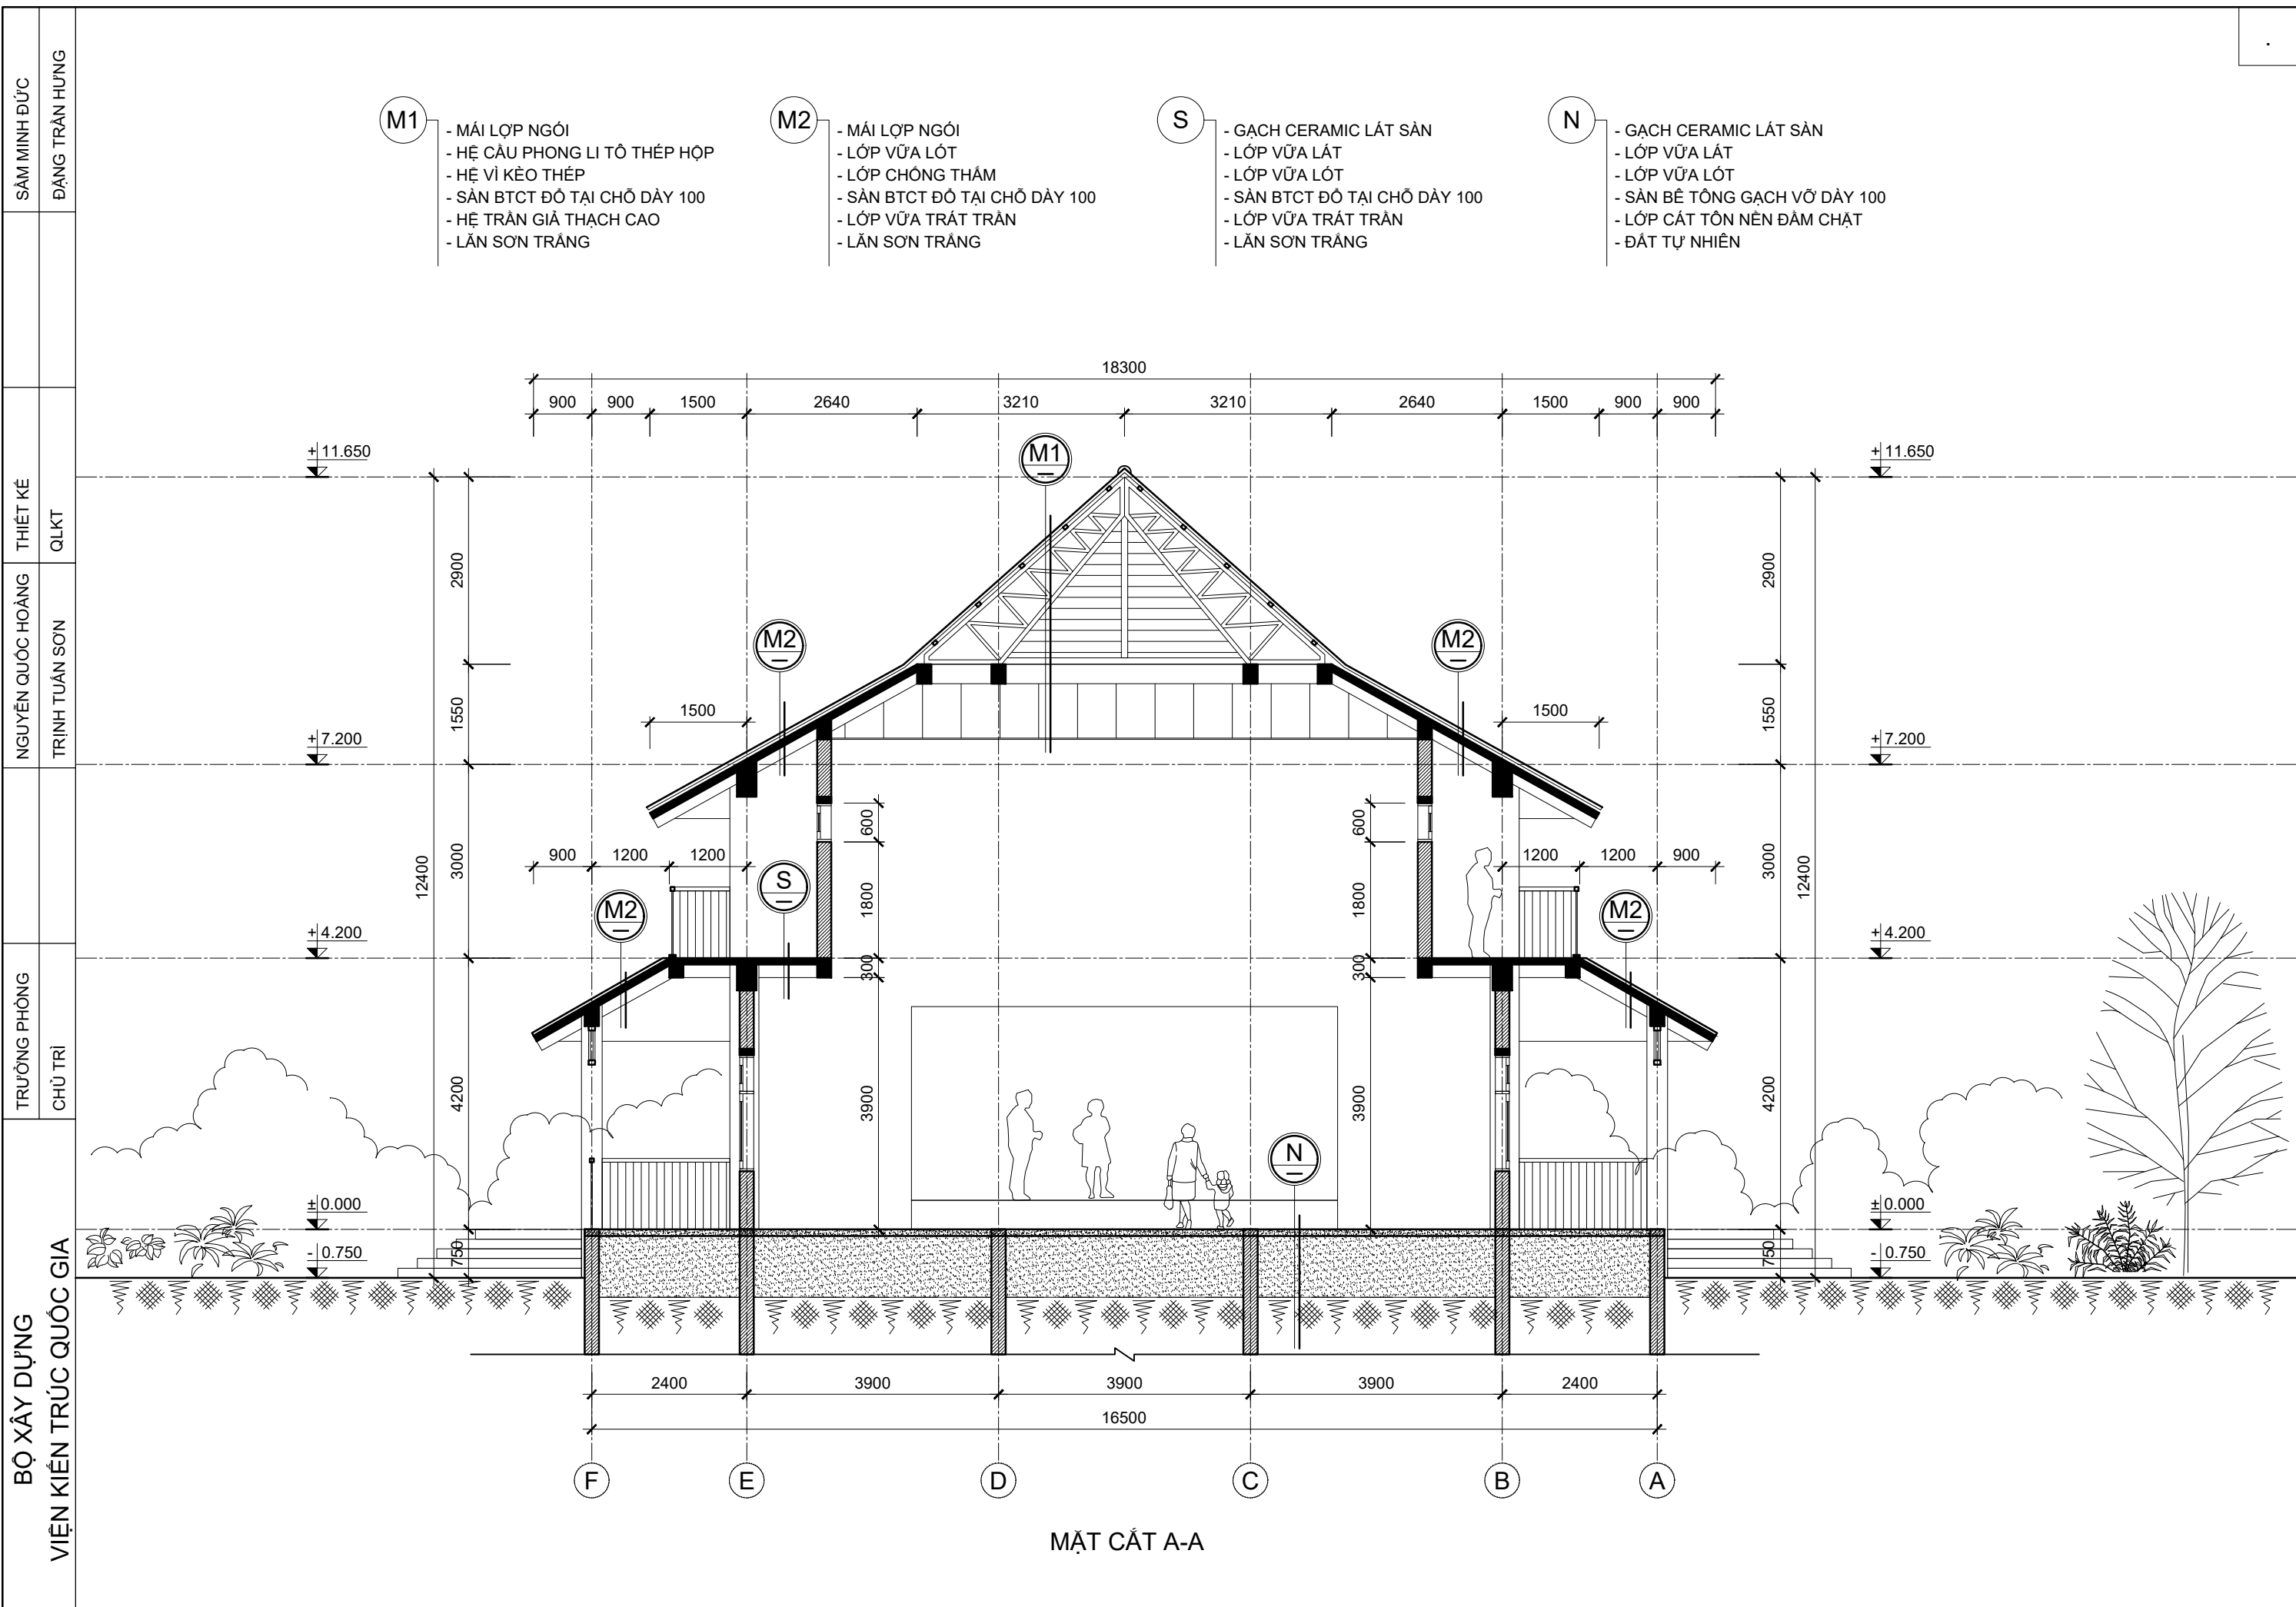 SẦM MINH ĐỨC
ĐẶNG TRẦN HƯNG
THIẾT KẾ
QLKT
NGUYỄN QUỐC HOÀNG
TRỊNH TUẤN SƠN
TRƯỞNG PHÒNG
CHỦ TRÌ
BỘ XÂY DỰNG
VIỆN KIẾN TRÚC QUỐC GIA
M1
- MÁI LỢP NGÓI
- HỆ CẦU PHONG LI TÔ THÉP HỘP
- HỆ VÌ KÈO THÉP
- SÀN BTCT ĐỔ TẠI CHỖ DÀY 100
- HỆ TRẦN GIẢ THẠCH CAO
- LĂN SƠN TRẮNG
M2
- MÁI LỢP NGÓI
- LỚP VỮA LÓT
- LỚP CHỐNG THẤM
- SÀN BTCT ĐỔ TẠI CHỖ DÀY 100
- LỚP VỮA TRÁT TRẦN
- LĂN SƠN TRẮNG
S
- GẠCH CERAMIC LÁT SÀN
- LỚP VỮA LÁT
- LỚP VỮA LÓT
- SÀN BTCT ĐỔ TẠI CHỖ DÀY 100
- LỚP VỮA TRÁT TRẦN
- LĂN SƠN TRẮNG
N
- GẠCH CERAMIC LÁT SÀN
- LỚP VỮA LÁT
- LỚP VỮA LÓT
- SÀN BÊ TÔNG GẠCH VỠ DÀY 100
- LỚP CÁT TÔN NỀN ĐẦM CHẶT
- ĐẤT TỰ NHIÊN
18300
900 900 1500 2640 3210 3210 2640 1500 900 900
+ 11.650
M1
+ 11.650
2900
2900
M2
M2
1500
1500
1550
1550
+ 7.200
+ 7.200
600
600
900 1200 1200
1200 1200 900
12400
3000
1800
1800
3000
12400
S
M2
M2
+ 4.200
+ 4.200
300
300
4200
3900
3900
4200
N
± 0.000
± 0.000
- 0.750
750
750
- 0.750
2400 3900 3900 3900 2400
16500
F E D C B A
MẶT CẮT A-A